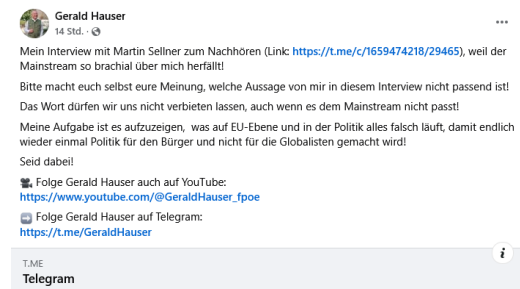 Gerald Hauser
14 Std. ·
Mein Interview mit Martin Sellner zum Nachhören (Link: https://t.me/c/1659474218/29465), weil der
Mainstream so brachial über mich herfällt!
Bitte macht euch selbst eure Meinung, welche Aussage von mir in diesem Interview nicht passend ist!
Das Wort dürfen wir uns nicht verbieten lassen, auch wenn es dem Mainstream nicht passt!
Meine Aufgabe ist es aufzuzeigen, was auf EU-Ebene und in der Politik alles falsch läuft, damit endlich
wieder einmal Politik für den Bürger und nicht für die Globalisten gemacht wird!
Seid dabei!
🎥 Folge Gerald Hauser auch auf YouTube:
https://www.youtube.com/@GeraldHauser_fpoe
➡️ Folge Gerald Hauser auf Telegram:
https://t.me/GeraldHauser
T.ME
Telegram